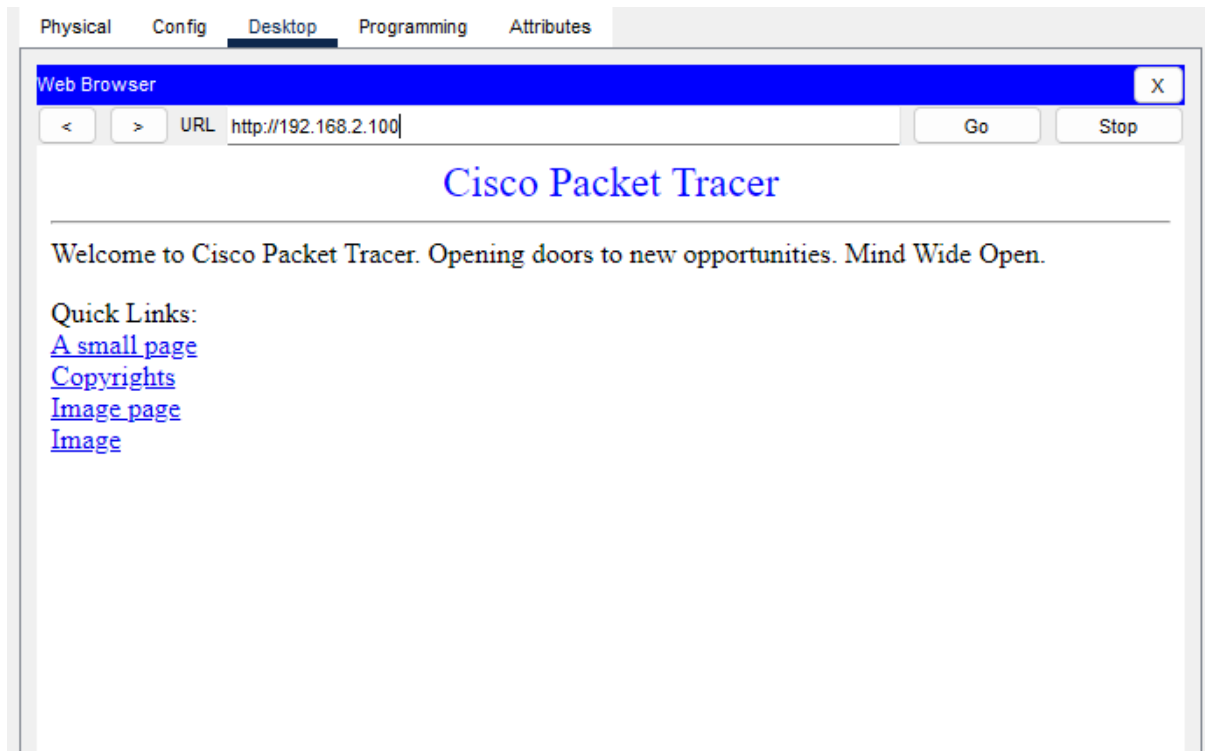 Physical Config Desktop Programming Attributes
Web Browser X
< > URL http://192.168.2.100 Go Stop
Cisco Packet Tracer
Welcome to Cisco Packet Tracer. Opening doors to new opportunities. Mind Wide Open.
Quick Links:
A small page
Copyrights
Image page
Image